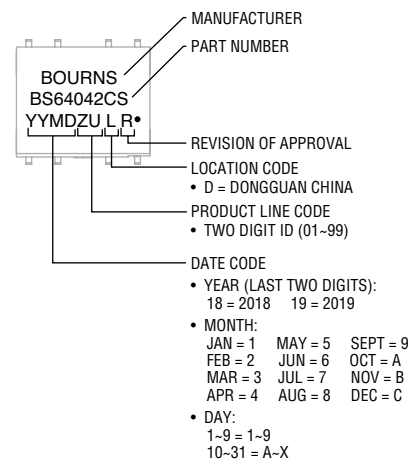 MANUFACTURER
PART NUMBER
BOURNS
BS64042CS
YYMDZU L R•
REVISION OF APPROVAL
LOCATION CODE
• D = DONGGUAN CHINA
PRODUCT LINE CODE
• TWO DIGIT ID (01~99)
DATE CODE
• YEAR (LAST TWO DIGITS):
18 = 2018 19 = 2019
• MONTH:
JAN = 1 MAY = 5 SEPT = 9
FEB = 2 JUN = 6 OCT = A
MAR = 3 JUL = 7 NOV = B
APR = 4 AUG = 8 DEC = C
• DAY:
1~9 = 1~9
10~31 = A~X